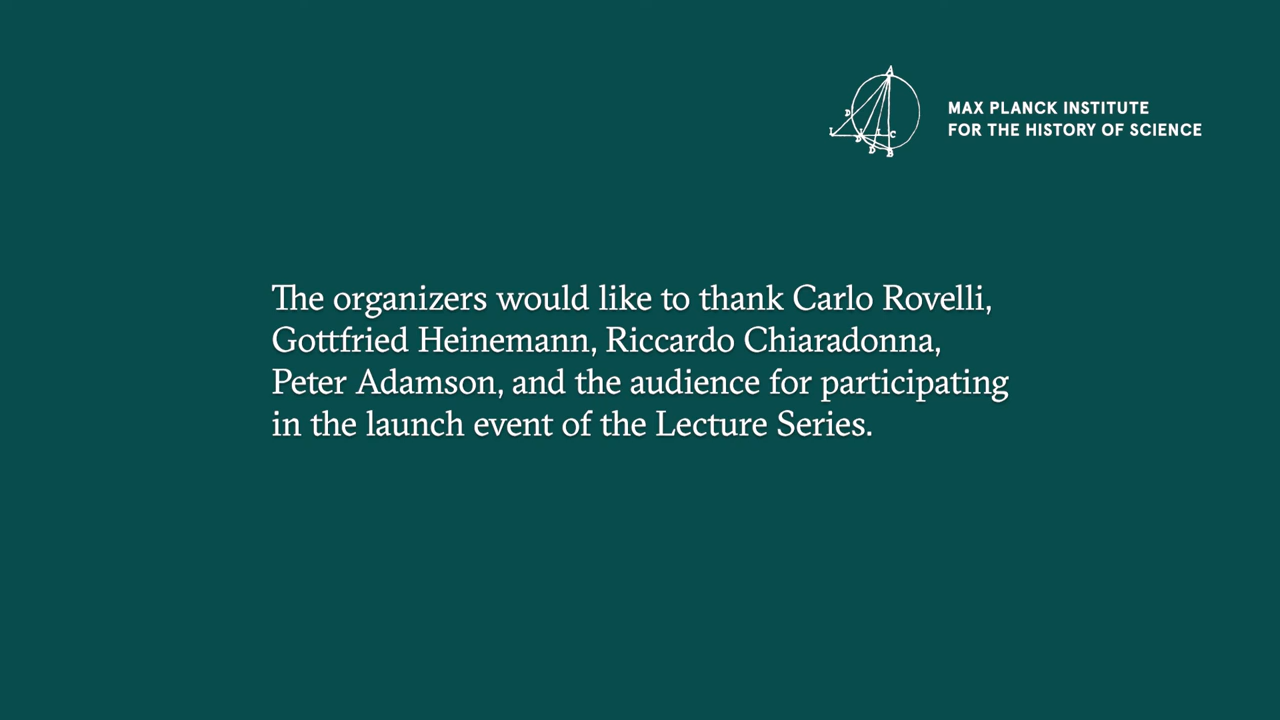 MAX PLANCK INSTITUTE
FOR THE HISTORY OF SCIENCE
A
D
I
D
I
C
D
B
The organizers would like to thank Carlo Rovelli,
Gottfried Heinemann, Riccardo Chiaradonna,
Peter Adamson, and the audience for participating
in the launch event of the Lecture Series.